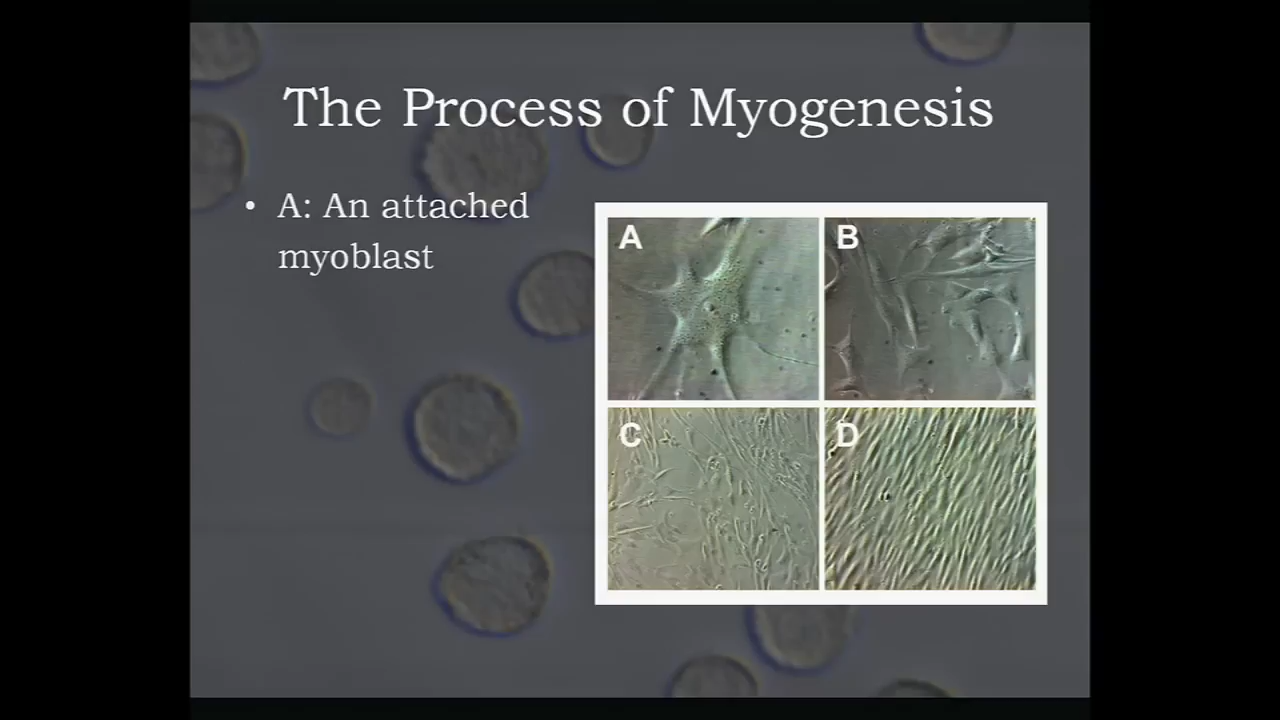 The Process of Myogenesis
• A: An attached
myoblast
A
B
C
D